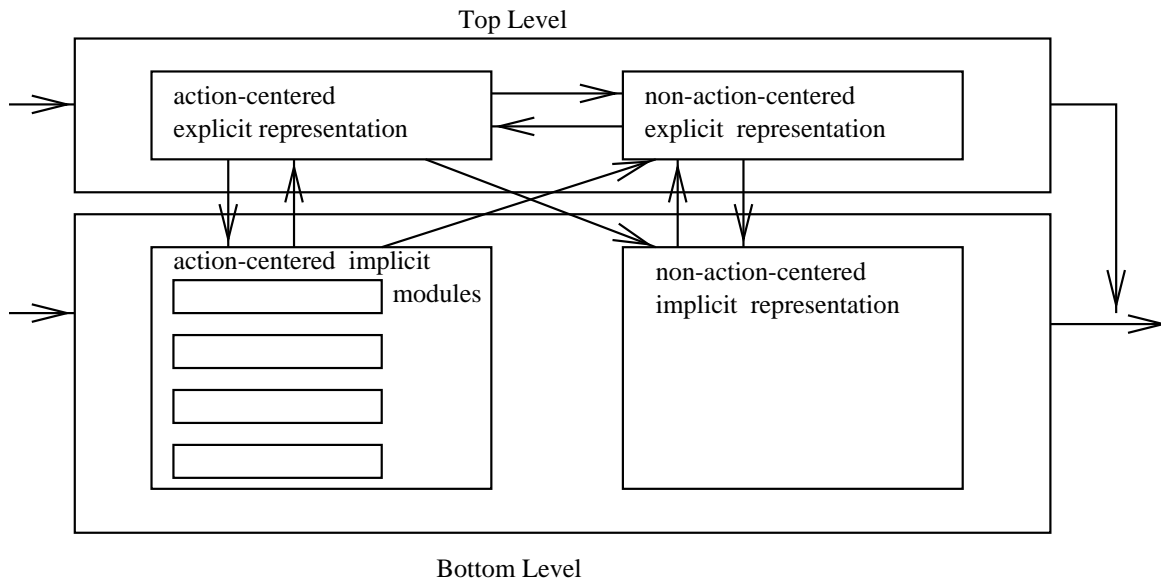 Top Level
action-centered
explicit representation
non-action-centered
explicit representation
action-centered implicit
modules
non-action-centered
implicit representation
Bottom Level